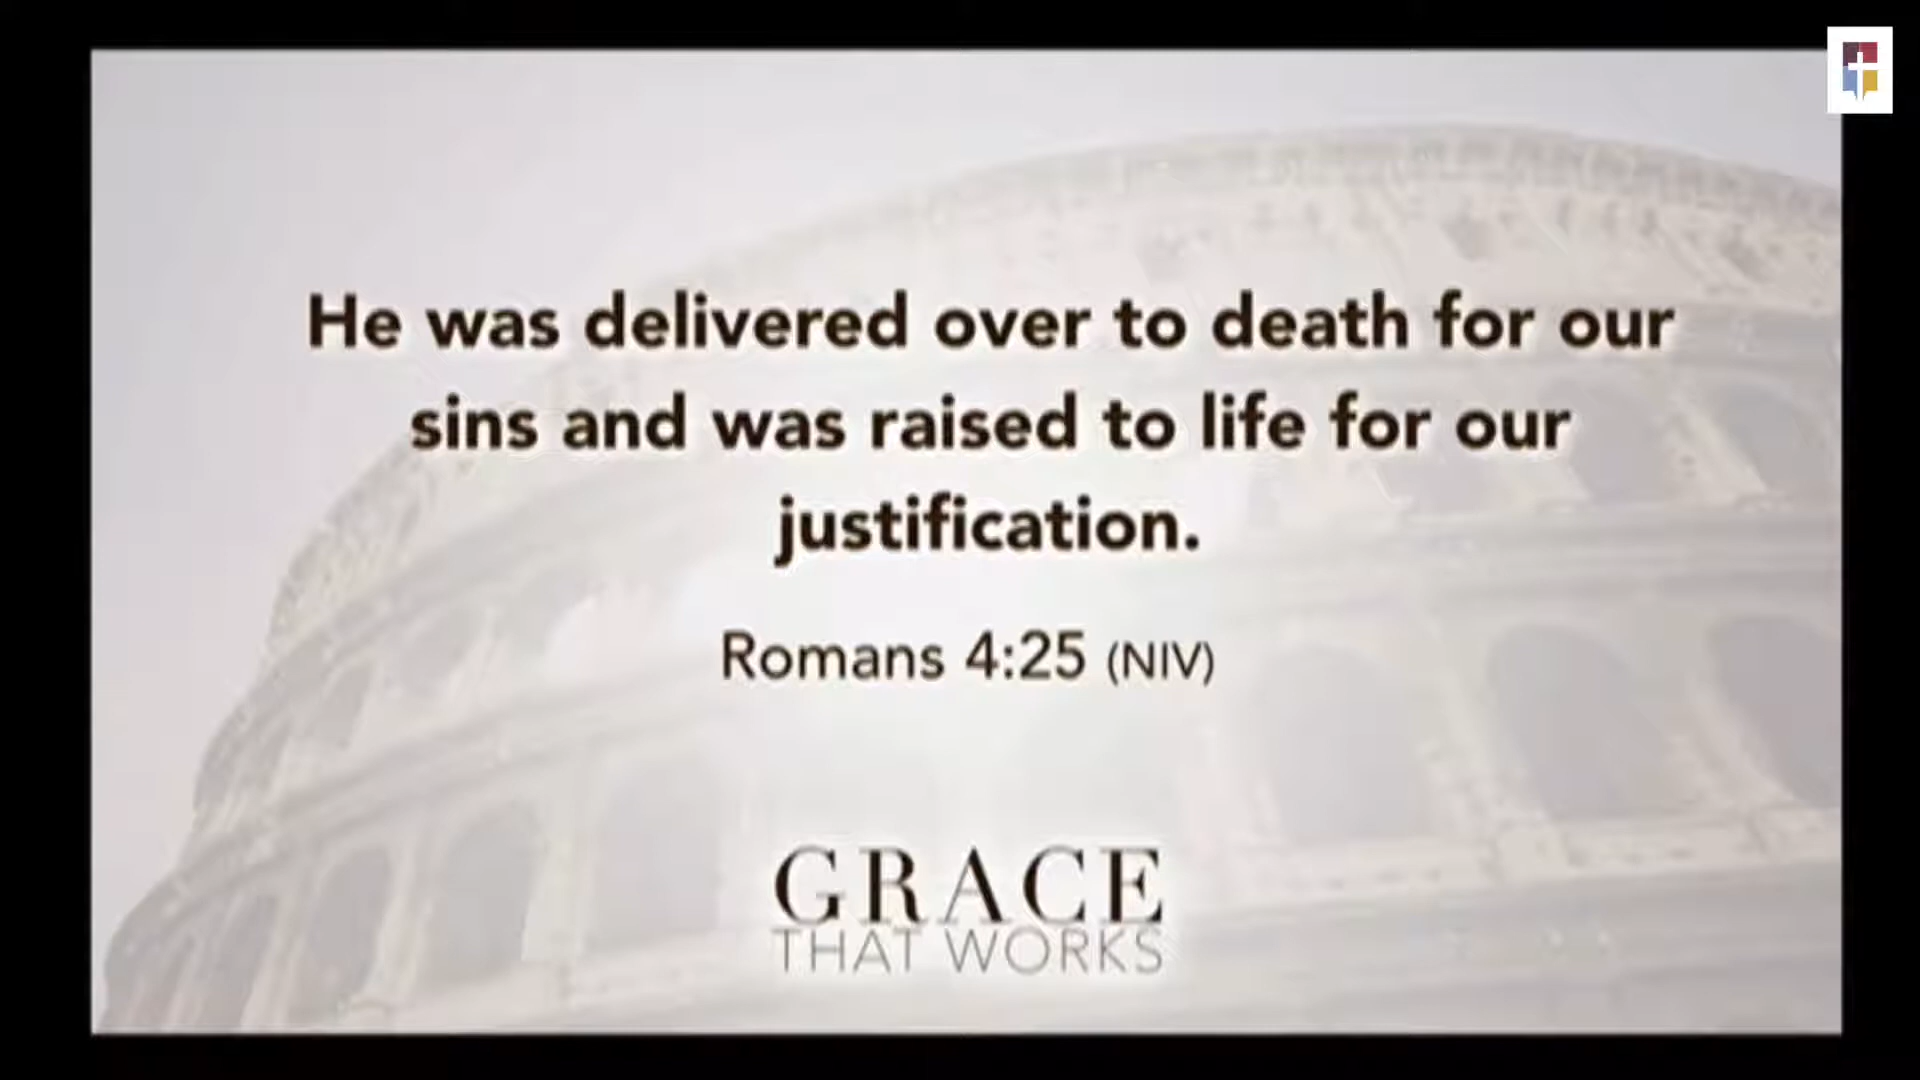 He was delivered over to death for our
sins and was raised to life for our
justification.
Romans 4:25 (NIV)
GRACE
THAT WORKS